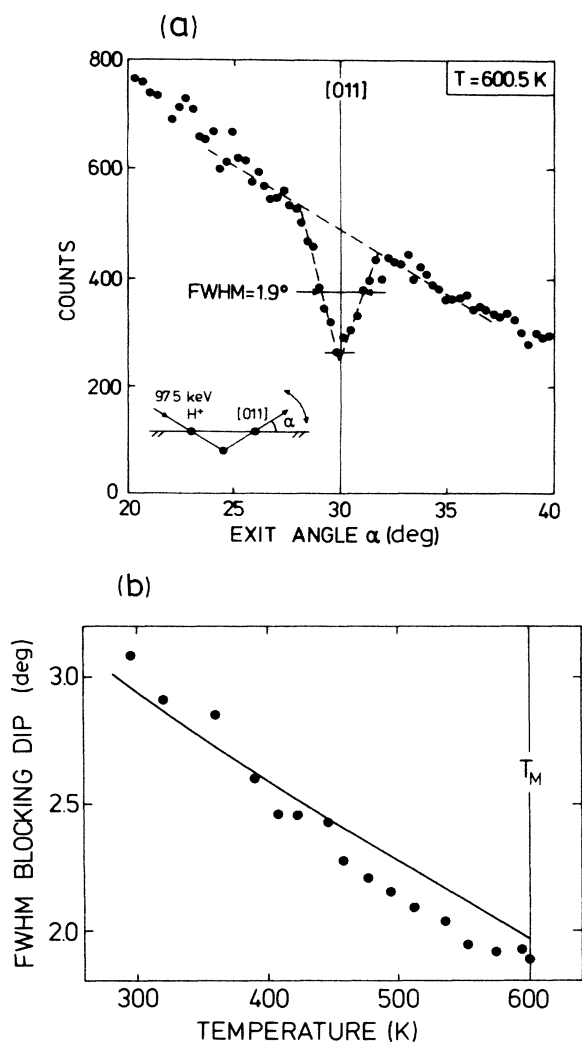 (a)
800
600
400
200
0
COUNTS
T = 600.5 K
[011]
FWHM = 1.9°
97.5 keV
H+
[011]
α
20 25 30 35 40
EXIT ANGLE α (deg)
(b)
3.0
2.5
2.0
FWHM BLOCKING DIP (deg)
TM
300 400 500 600
TEMPERATURE (K)